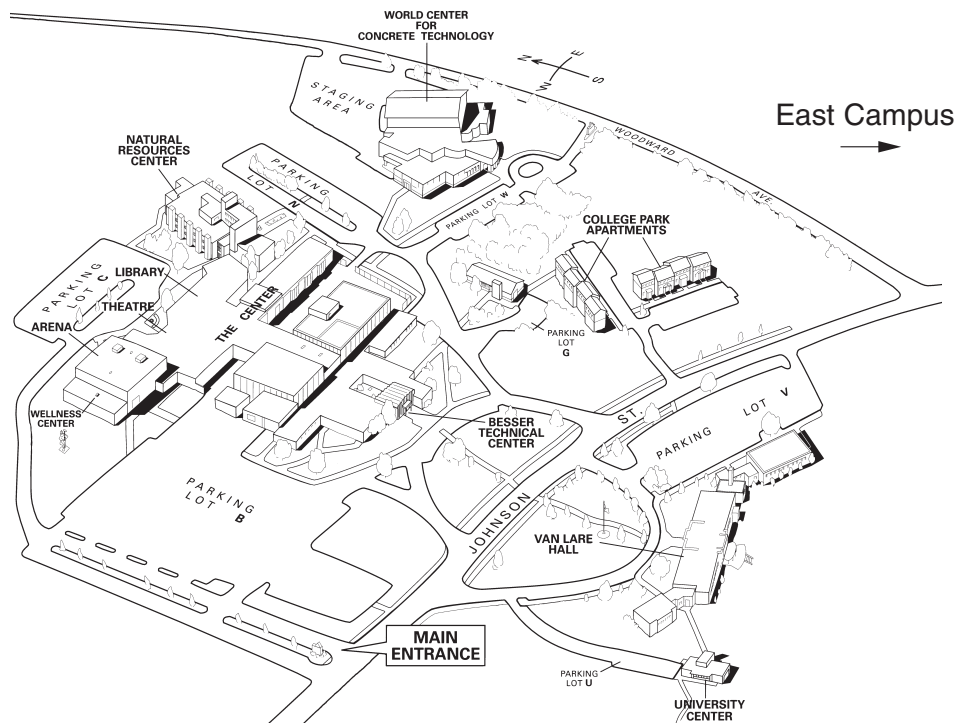 WORLD CENTER
FOR
CONCRETE TECHNOLOGY
N
E
W
S
STAGING
AREA
East Campus
WOODWARD
AVE.
NATURAL
RESOURCES
CENTER
PARKING
LOT N
PARKING LOT W
COLLEGE PARK
APARTMENTS
PARKING
LOT C
LIBRARY
THEATRE
ARENA
THE CENTER
PARKING
LOT
G
WELLNESS
CENTER
BESSER
TECHNICAL
CENTER
ST.
PARKING LOT V
PARKING
LOT B
JOHNSON
VAN LARE
HALL
MAIN
ENTRANCE
PARKING
LOT U
UNIVERSITY
CENTER